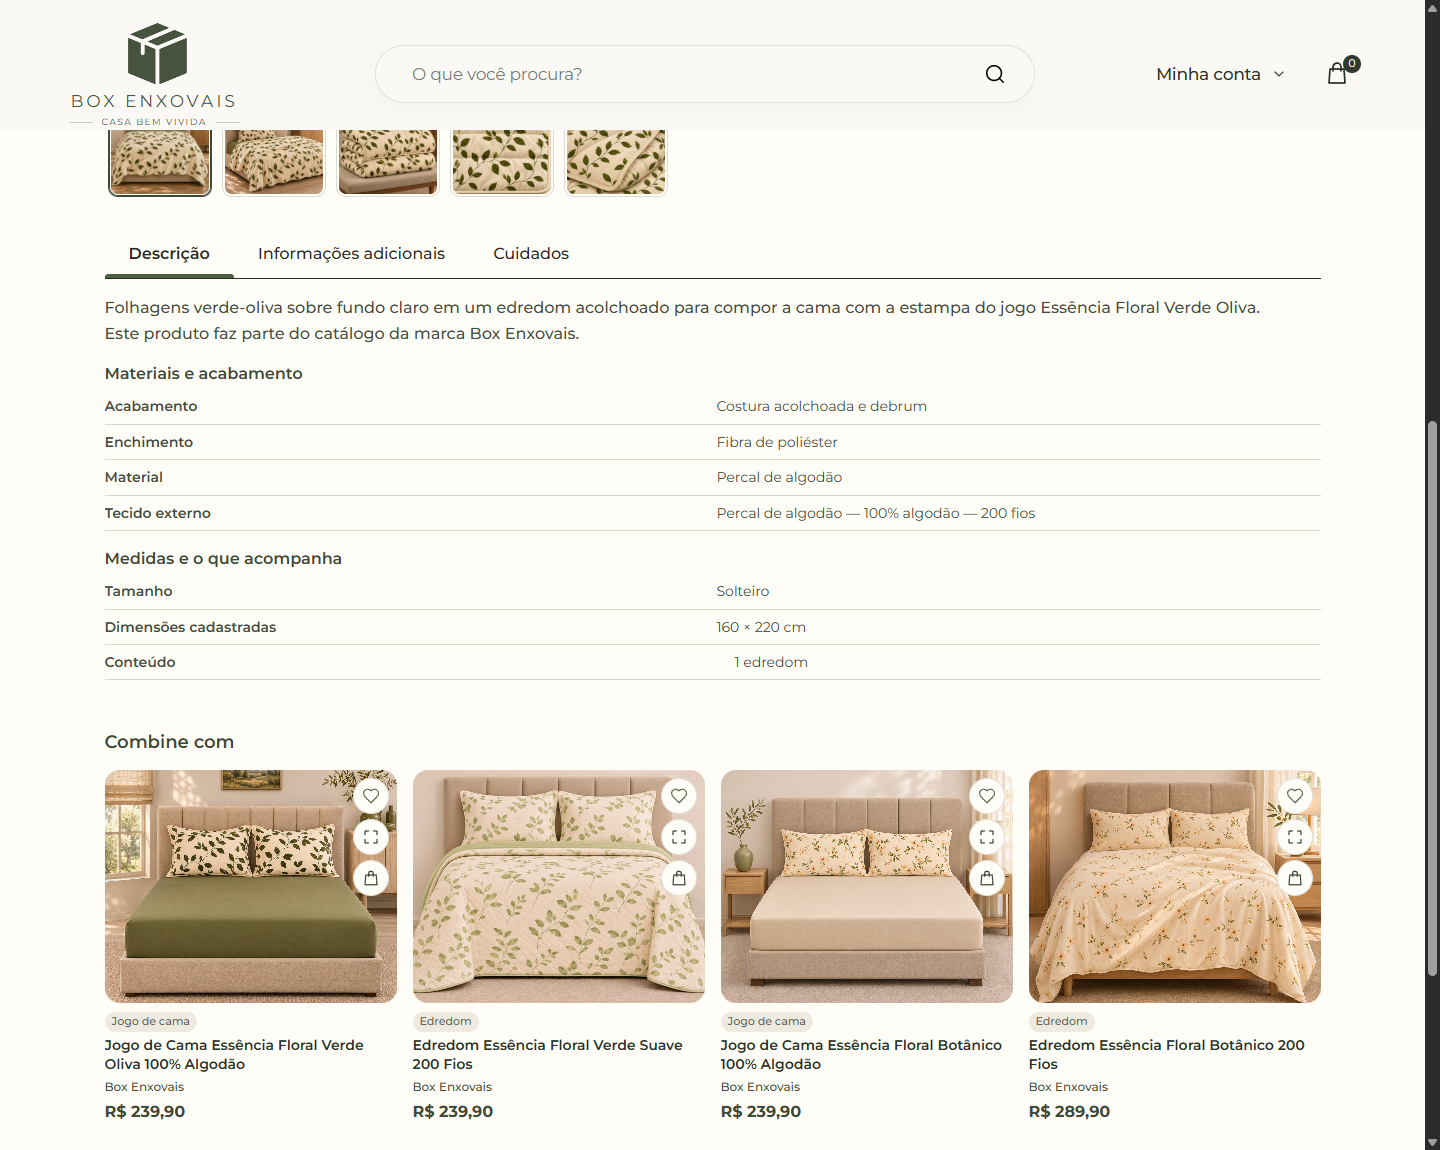 BOX ENXOVAIS
CASA BEM VIVIDA
O que você procura?
Minha conta
0
Descrição
Informações adicionais
Cuidados
Folhagens verde-oliva sobre fundo claro em um edredom acolchoado para compor a cama com a estampa do jogo Essência Floral Verde Oliva.
Este produto faz parte do catálogo da marca Box Enxovais.
Materiais e acabamento
Acabamento Costura acolchoada e debrum
Enchimento Fibra de poliéster
Material Percal de algodão
Tecido externo Percal de algodão — 100% algodão — 200 fios
Medidas e o que acompanha
Tamanho Solteiro
Dimensões cadastradas 160 × 220 cm
Conteúdo 1 edredom
Combine com
Jogo de cama
Jogo de Cama Essência Floral Verde
Oliva 100% Algodão
Box Enxovais
R$ 239,90
Edredom
Edredom Essência Floral Verde Suave
200 Fios
Box Enxovais
R$ 239,90
Jogo de cama
Jogo de Cama Essência Floral Botânico
100% Algodão
Box Enxovais
R$ 239,90
Edredom
Edredom Essência Floral Botânico 200
Fios
Box Enxovais
R$ 289,90